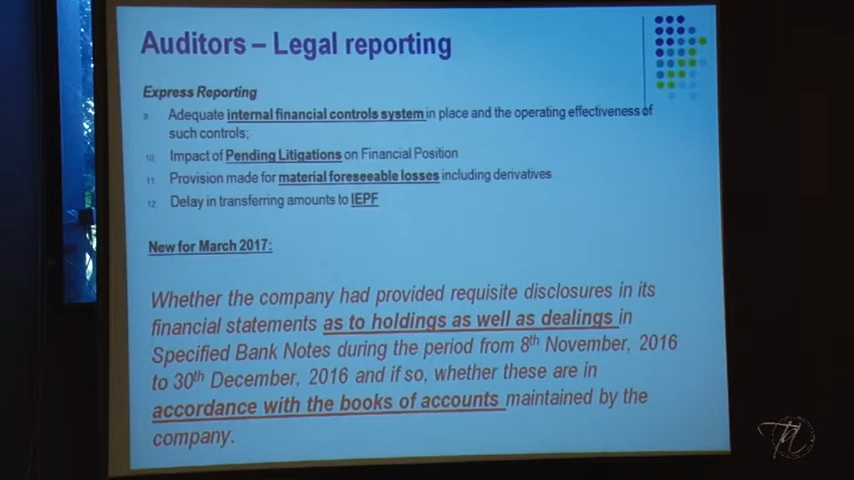 Auditors – Legal reporting
Express Reporting
9. Adequate internal financial controls system in place and the operating effectiveness of
such controls;
10. Impact of Pending Litigations on Financial Position
11. Provision made for material foreseeable losses including derivatives
12. Delay in transferring amounts to IEPF
New for March 2017:
Whether the company had provided requisite disclosures in its
financial statements as to holdings as well as dealings in
Specified Bank Notes during the period from 8th November, 2016
to 30th December, 2016 and if so, whether these are in
accordance with the books of accounts maintained by the
company.